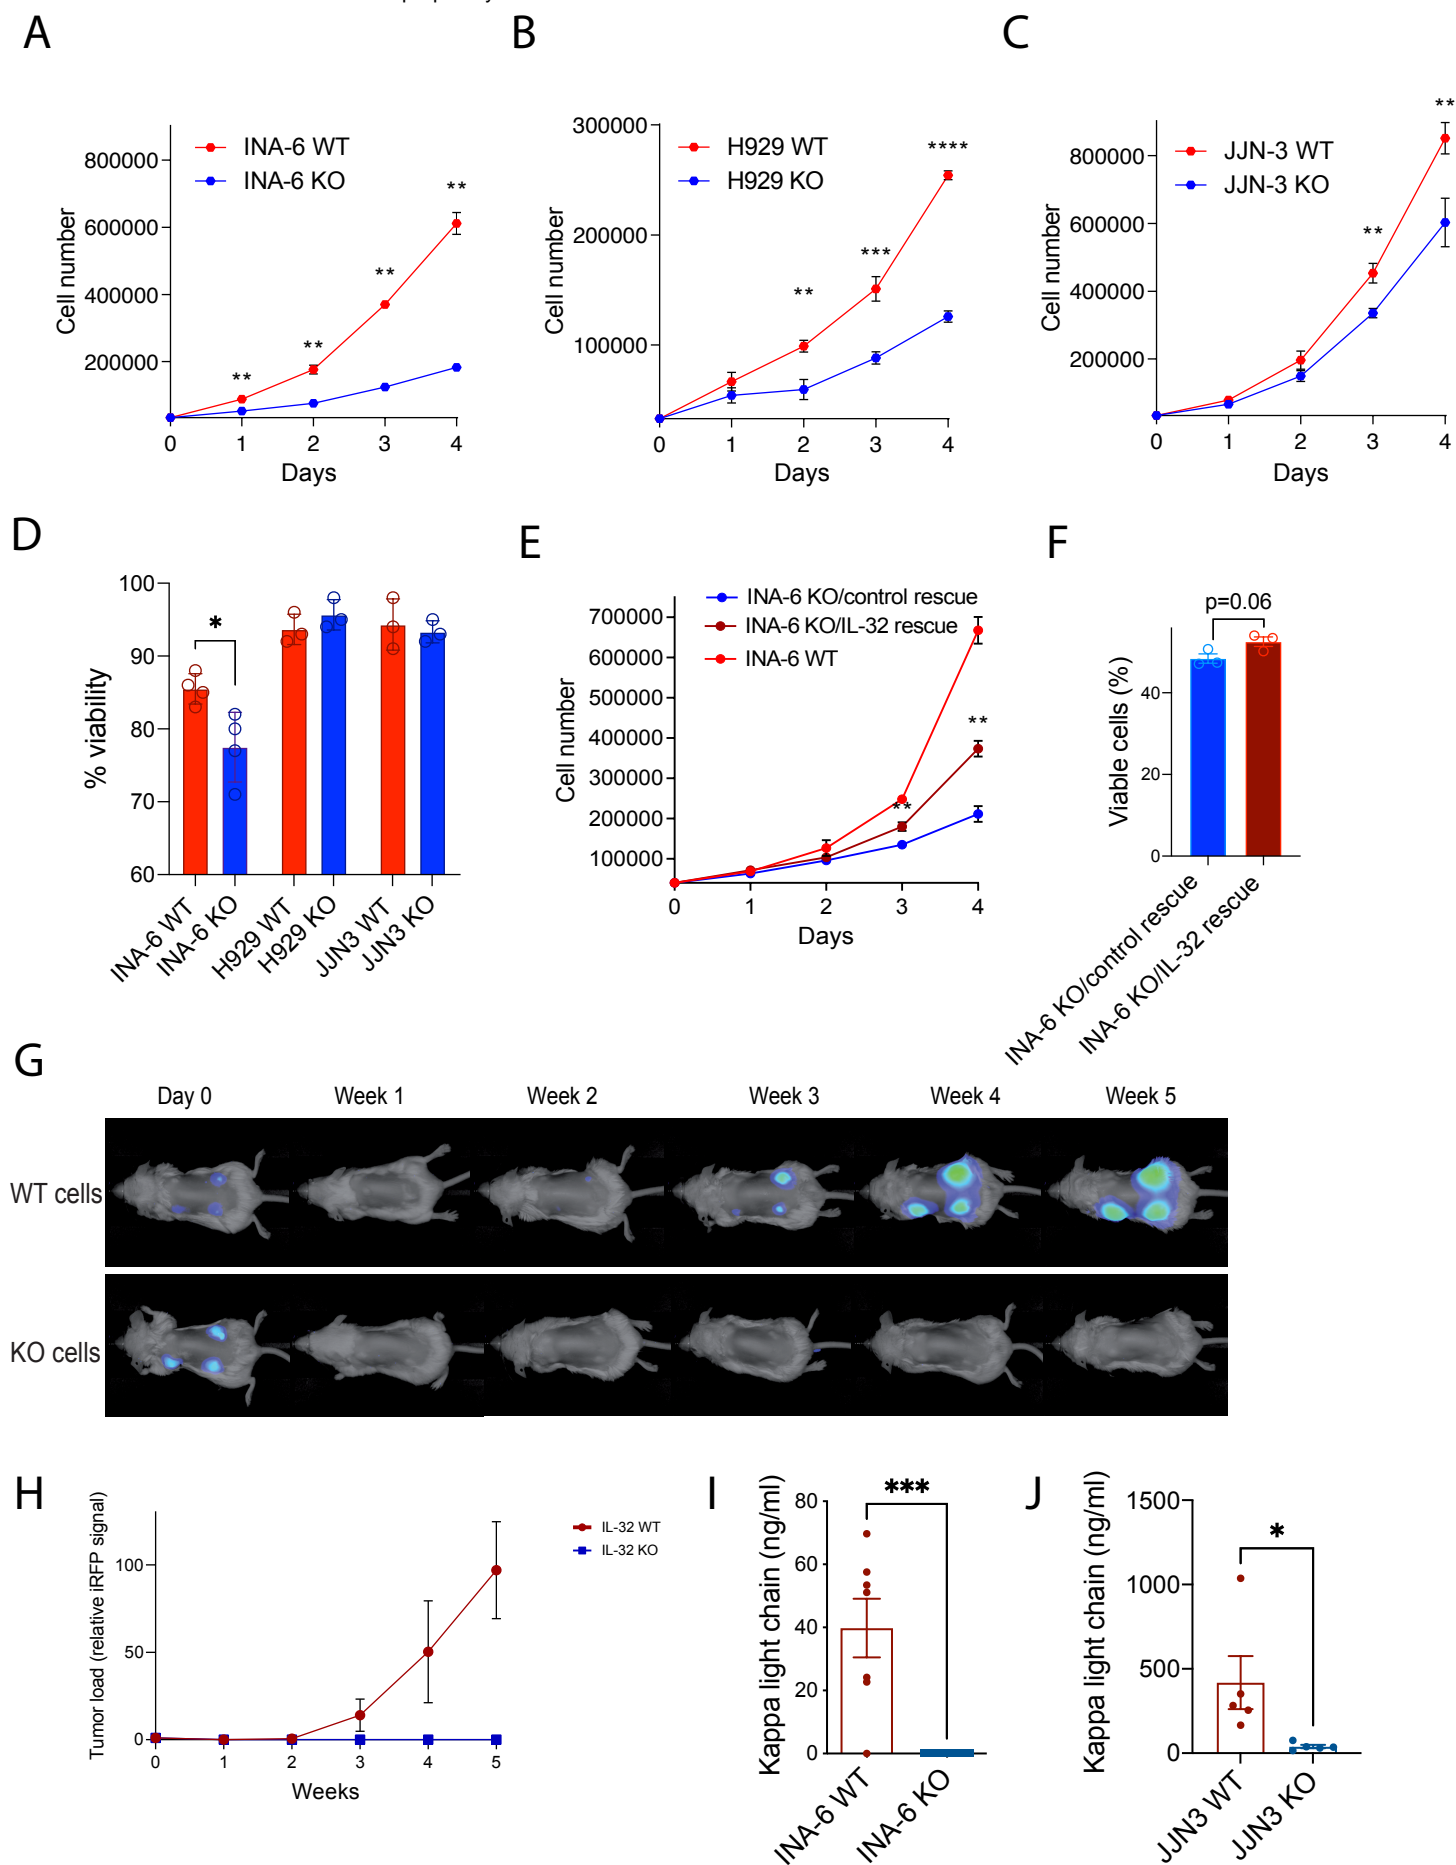 A
B
C
INA-6 WT
INA-6 KO
800000
600000
400000
200000
Cell number
**
**
**
**
0 1 2 3 4
Days
H929 WT
H929 KO
300000
200000
100000
Cell number
**
***
****
0 1 2 3 4
Days
JJN-3 WT
JJN-3 KO
800000
600000
400000
200000
Cell number
**
**
0 1 2 3 4
Days
D
E
F
100
90
80
70
60
% viability
*
INA-6 WT
INA-6 KO
H929 WT
H929 KO
JJN3 WT
JJN3 KO
INA-6 KO/control rescue
INA-6 KO/IL-32 rescue
INA-6 WT
700000
600000
500000
400000
300000
200000
100000
Cell number
**
**
0 1 2 3 4
Days
p=0.06
40
20
0
Viable cells (%)
INA-6 KO/control rescue
INA-6 KO/IL-32 rescue
G
Day 0 Week 1 Week 2 Week 3 Week 4 Week 5
WT cells
KO cells
H
I
J
Tumor load (relative iRFP signal)
100
50
0
IL-32 WT
IL-32 KO
0 1 2 3 4 5
Weeks
Kappa light chain (ng/ml)
80
60
40
20
0
***
INA-6 WT
INA-6 KO
Kappa light chain (ng/ml)
1500
1000
500
0
*
JJN3 WT
JJN3 KO